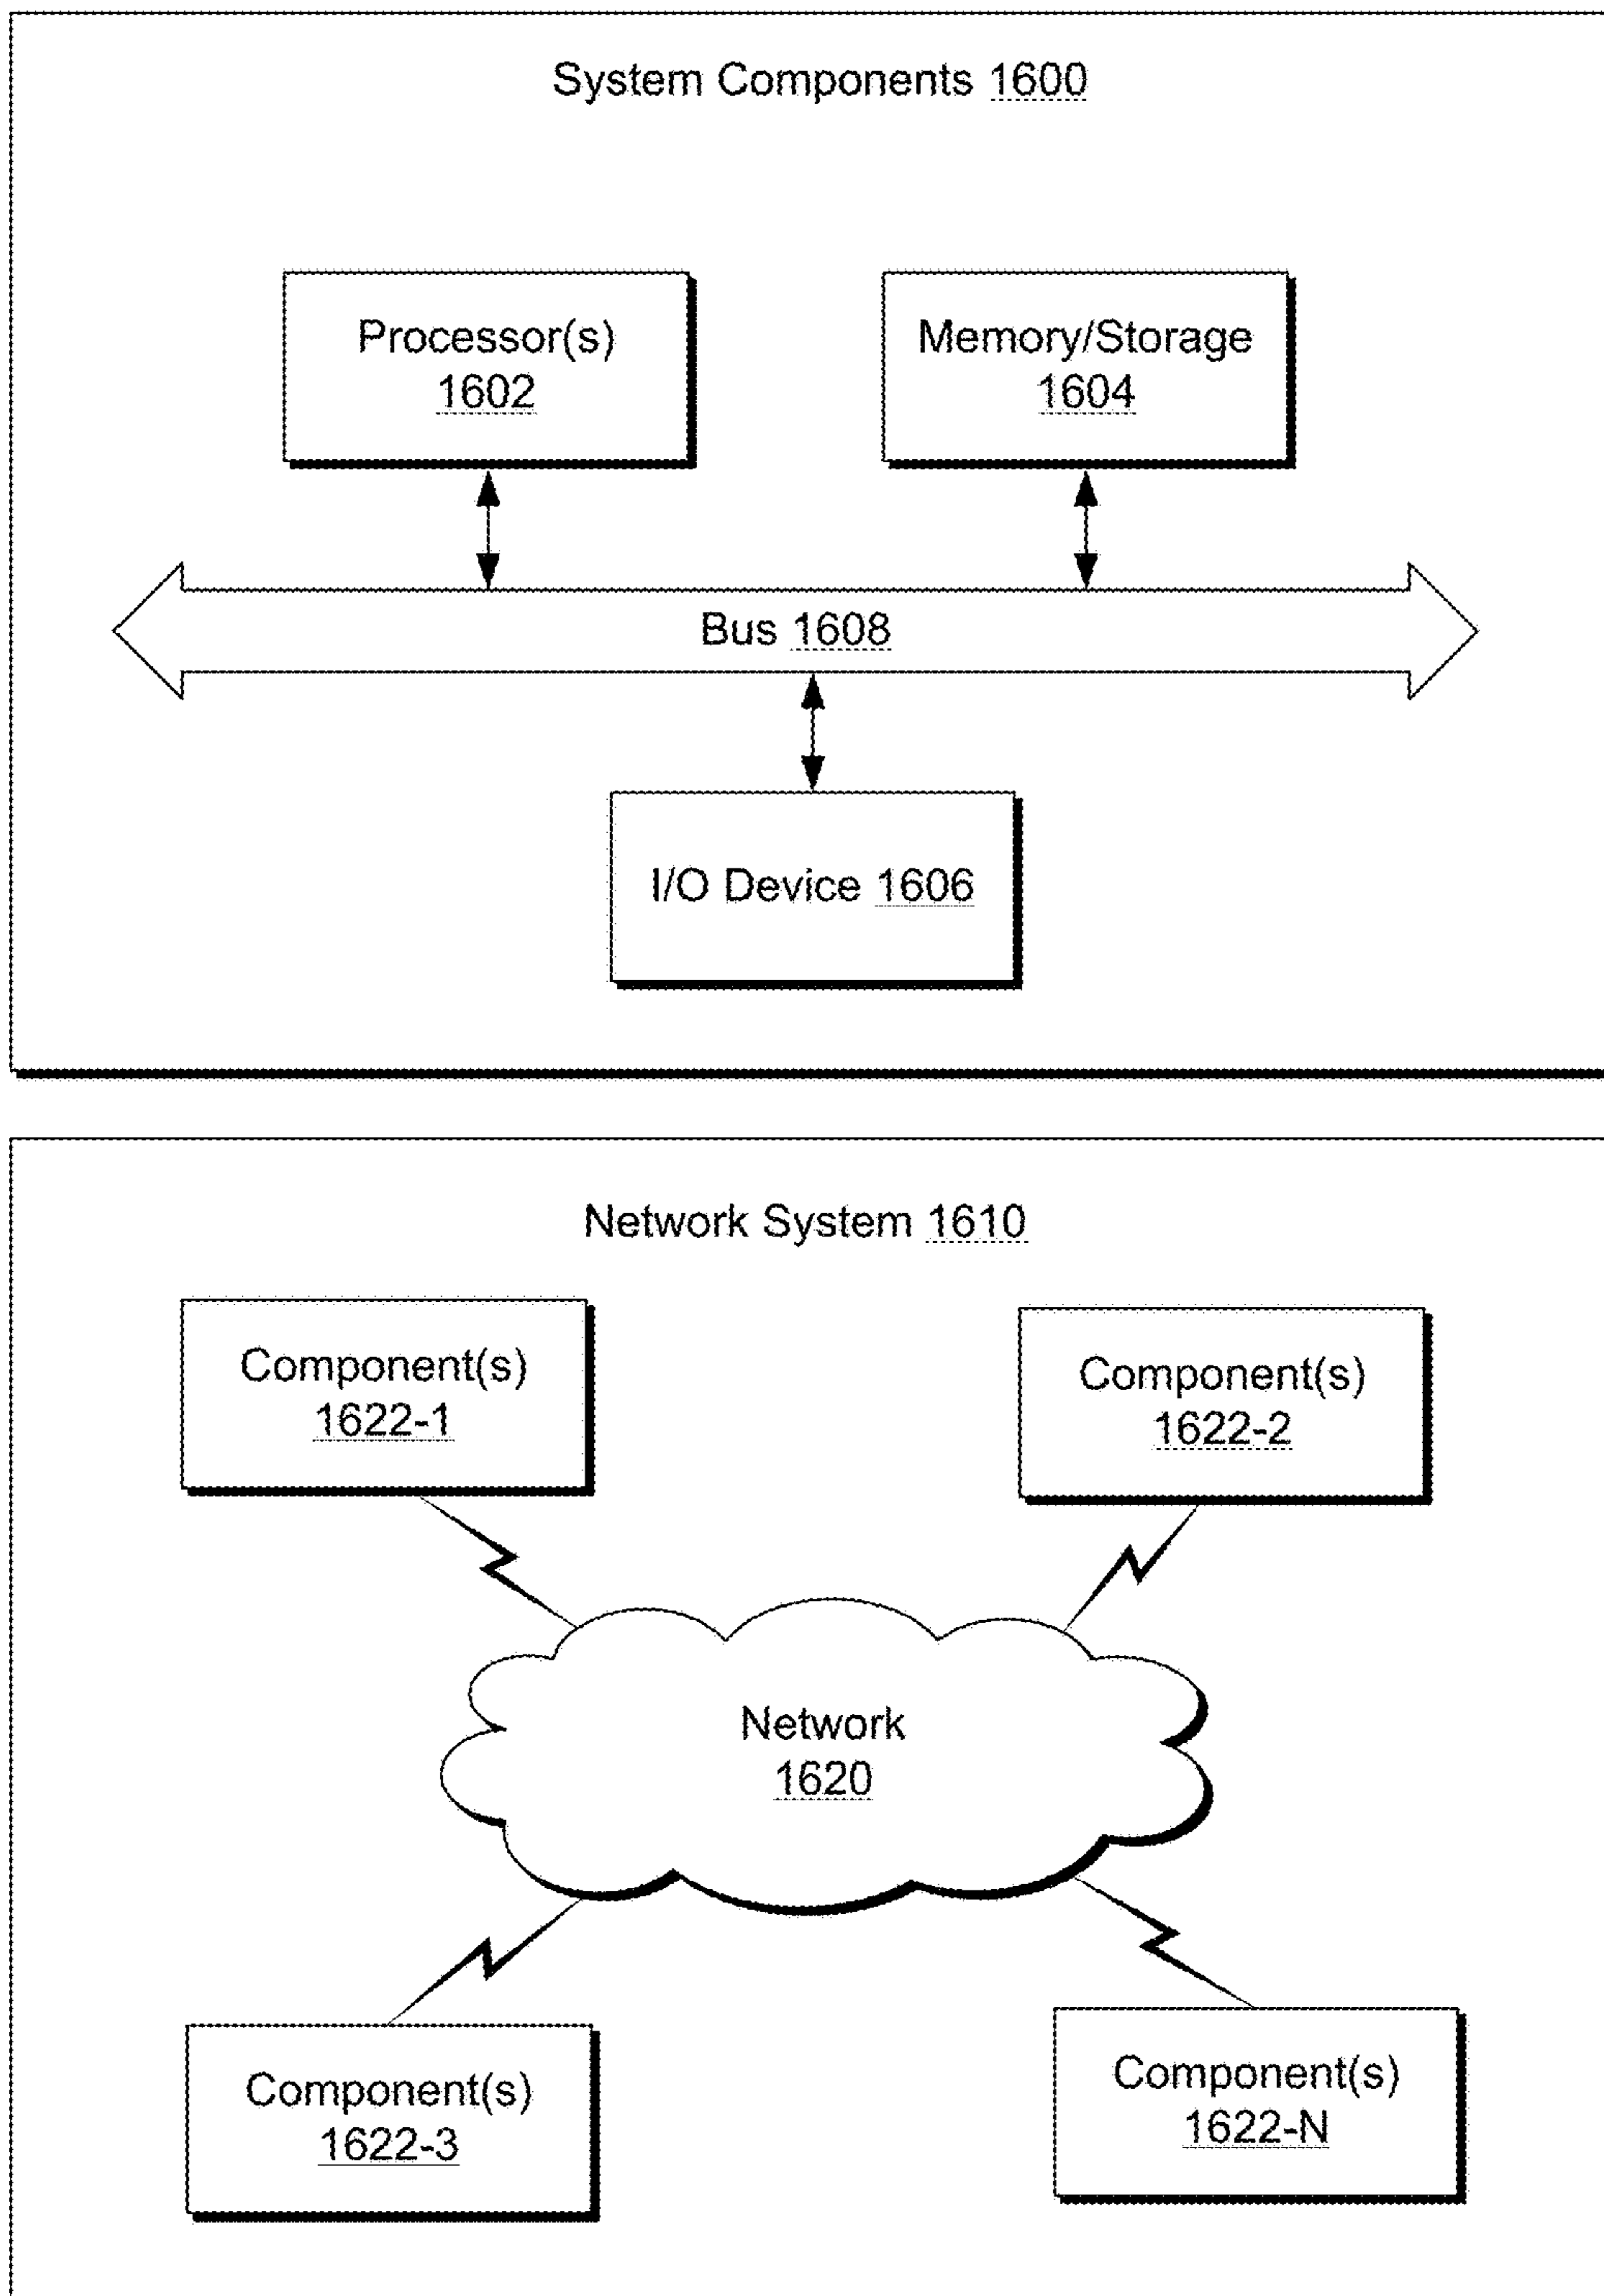 System Components 1600
Processor(s)
1602
Memory/Storage
1604
Bus 1608
I/O Device 1606
Network System 1610
Component(s)
1622-1
Component(s)
1622-2
Network
1620
Component(s)
1622-3
Component(s)
1622-N